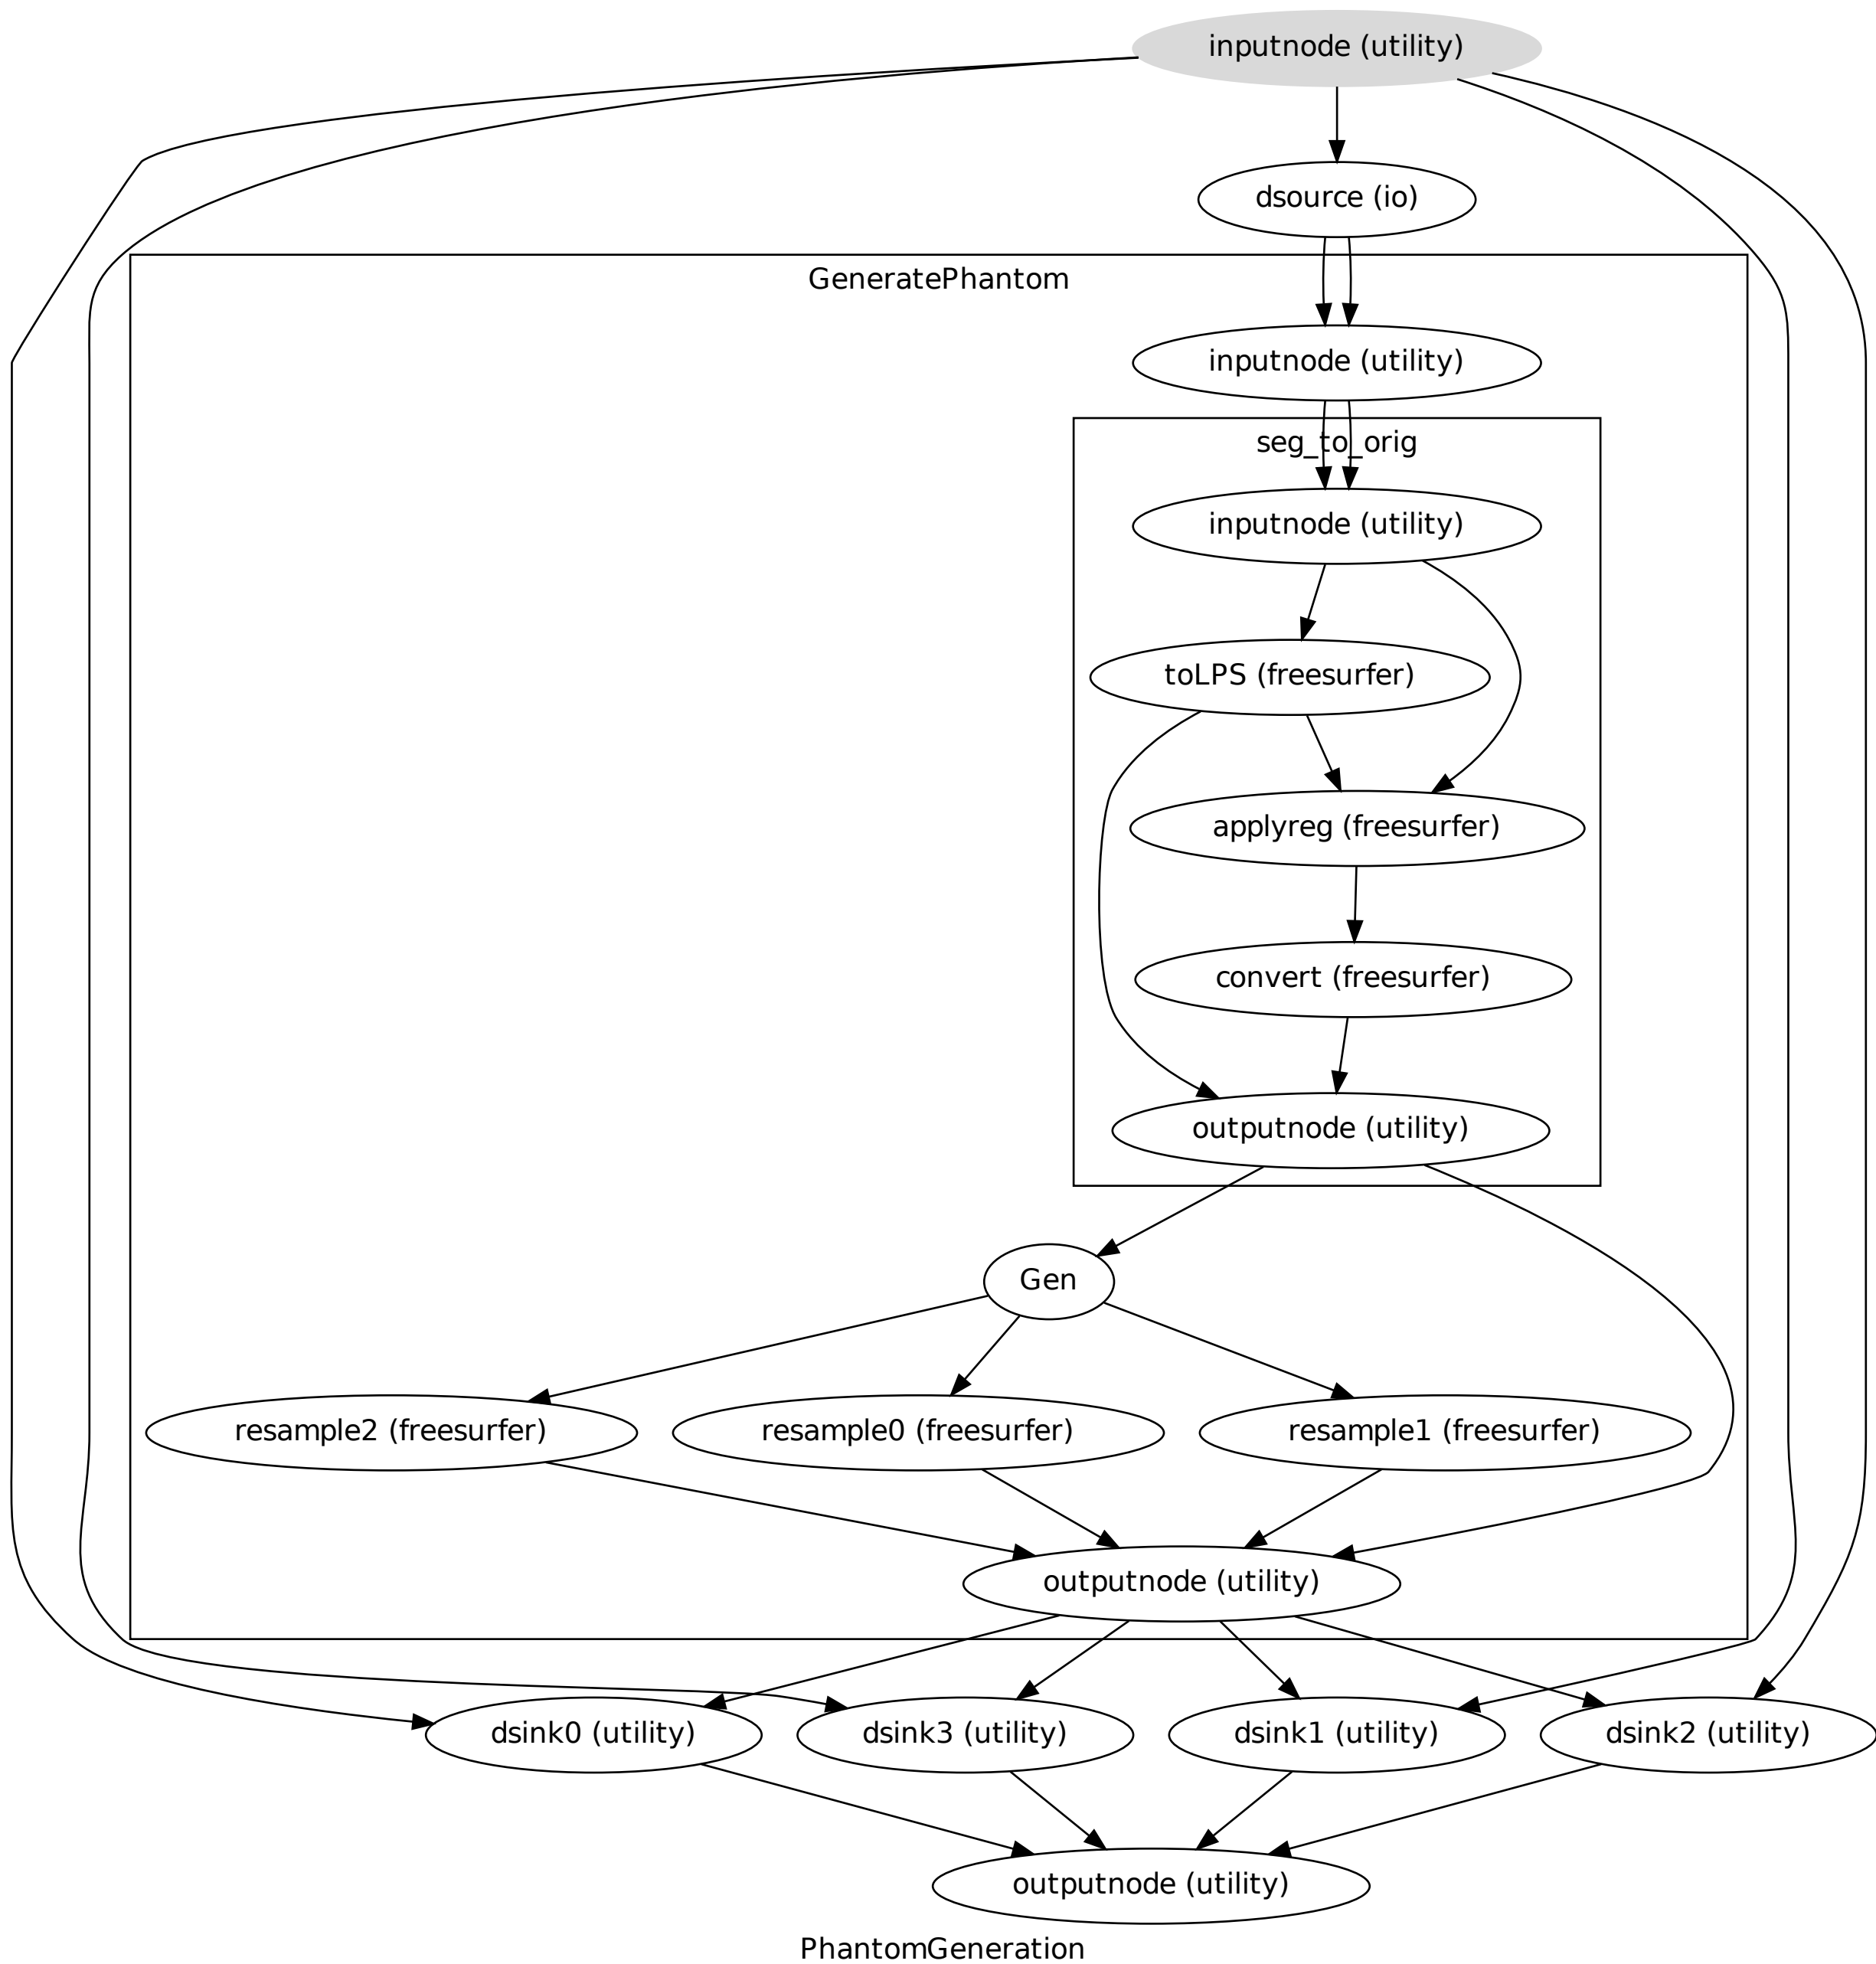 inputnode (utility)
dsource (io)
GeneratePhantom
inputnode (utility)
seg_to_orig
inputnode (utility)
toLPS (freesurfer)
applyreg (freesurfer)
convert (freesurfer)
outputnode (utility)
Gen
resample2 (freesurfer)
resample0 (freesurfer)
resample1 (freesurfer)
outputnode (utility)
dsink0 (utility)
dsink3 (utility)
dsink1 (utility)
dsink2 (utility)
outputnode (utility)
PhantomGeneration